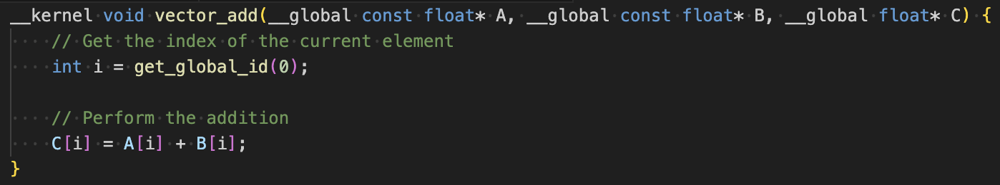 __kernel void vector_add(__global const float* A, __global const float* B, __global float* C) {
    // Get the index of the current element
    int i = get_global_id(0);

    // Perform the addition
    C[i] = A[i] + B[i];
}